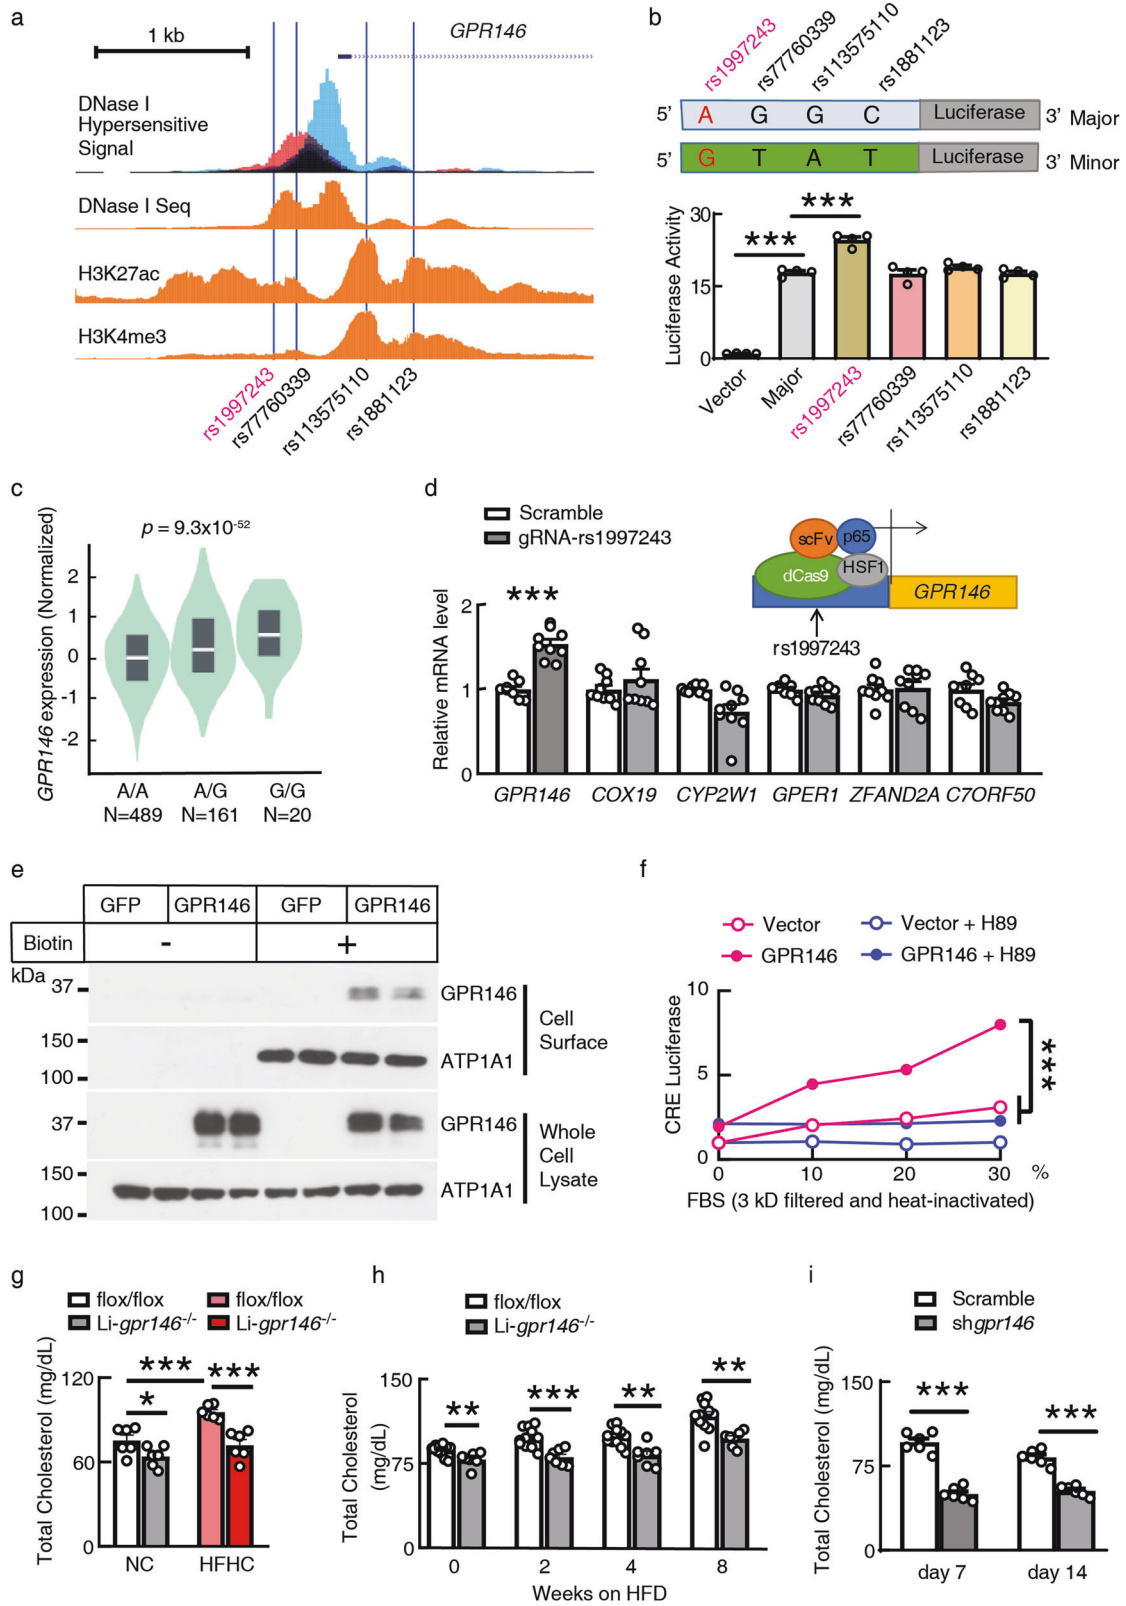 a
1 kb
GPR146
DNase I
Hypersensitive
Signal
DNase I Seq
H3K27ac
H3K4me3
rs1997243
rs77760339
rs113575110
rs1881123
b
rs1997243
rs77760339
rs113575110
rs1881123
5’ A G G C Luciferase 3’ Major
5’ G T A T Luciferase 3’ Minor
Luciferase Activity
30
15
0
***
***
Vector
Major
rs1997243
rs77760339
rs113575110
rs1881123
c
p = 9.3x10-52
GPR146 expression (Normalized)
2
1
0
-1
-2
A/A A/G G/G
N=489 N=161 N=20
d
Scramble
gRNA-rs1997243
scFv
p65
dCas9
HSF1
GPR146
rs1997243
Relative mRNA level
2
1
0
***
GPR146 COX19 CYP2W1 GPER1 ZFAND2A C7ORF50
e
GFP GPR146 GFP GPR146
Biotin - +
kDa
37
GPR146
150
100
ATP1A1
Cell
Surface
37
GPR146
150
100
ATP1A1
Whole
Cell
Lysate
f
Vector
Vector + H89
GPR146
GPR146 + H89
CRE Luciferase
10
5
0
***
0 10 20 30 %
FBS (3 kD filtered and heat-inactivated)
g
flox/flox flox/flox
Li-gpr146-/- Li-gpr146-/-
Total Cholesterol (mg/dL)
120
60
0
*** ***
*
NC HFHC
h
flox/flox
Li-gpr146-/-
Total Cholesterol
(mg/dL)
150
75
0
** *** ** **
0 2 4 8
Weeks on HFD
i
Scramble
shgpr146
Total Cholesterol (mg/dL)
150
75
0
*** ***
day 7 day 14